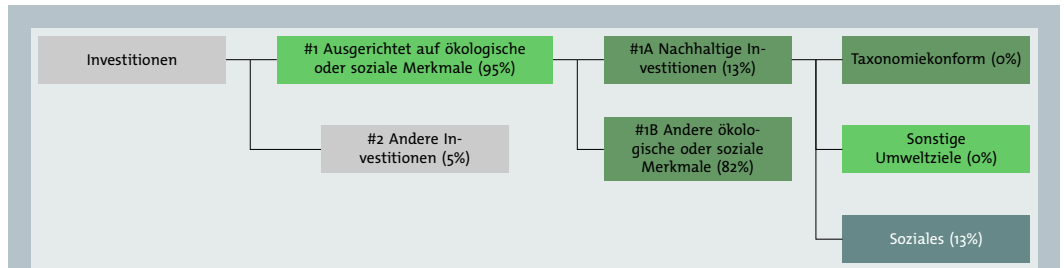 Investitionen
#1 Ausgerichtet auf ökologische
oder soziale Merkmale (95%)
#1A Nachhaltige In-
vestitionen (13%)
Taxonomiekonform (0%)
#2 Andere In-
vestitionen (5%)
#1B Andere ökolo-
gische oder soziale
Merkmale (82%)
Sonstige
Umweltziele (0%)
Soziales (13%)